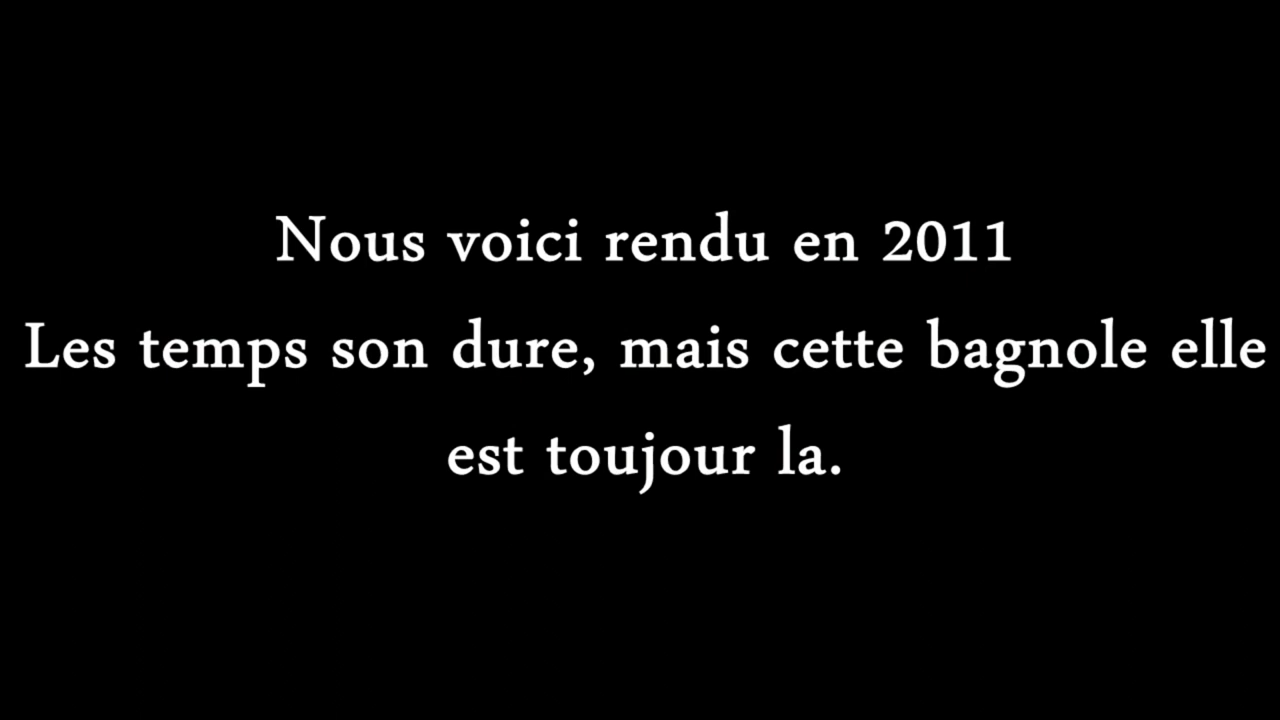 Nous voici rendu en 2011
Les temps son dure, mais cette bagnole elle
est toujour la.